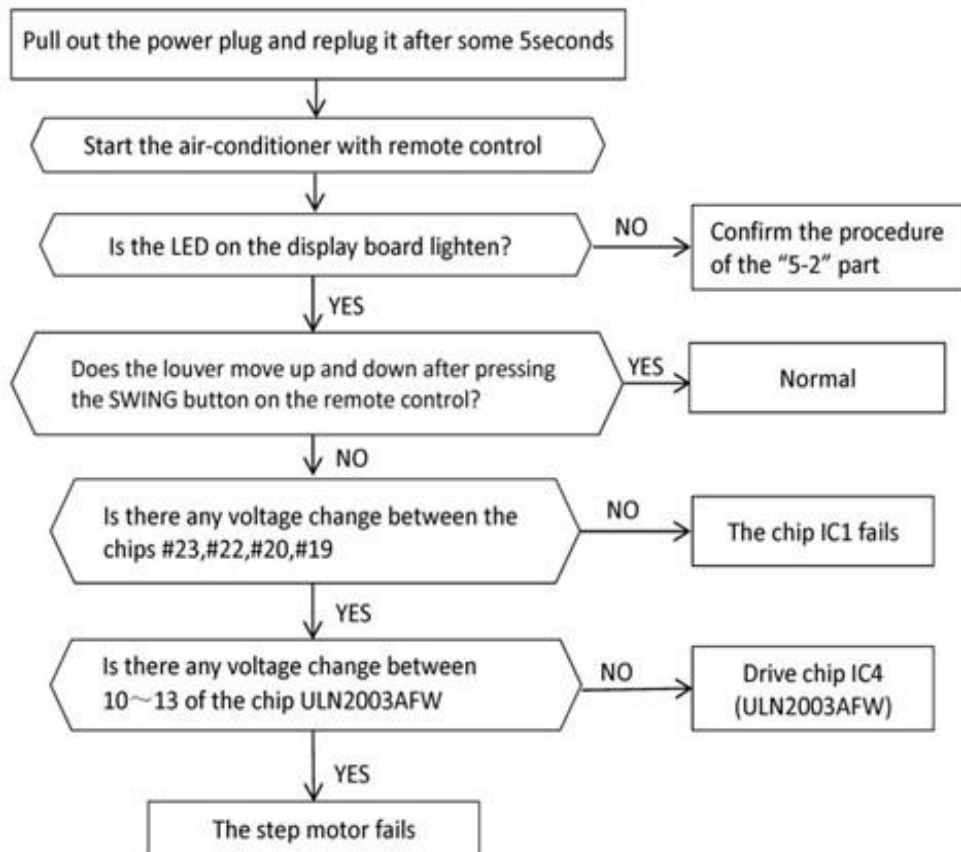 Pull out the power plug and replug it after some 5seconds
Start the air-conditioner with remote control
Is the LED on the display board lighten?
NO
Confirm the procedure
of the “5-2” part
YES
Does the louver move up and down after pressing
the SWING button on the remote control?
YES
Normal
NO
Is there any voltage change between the
chips #23,#22,#20,#19
NO
The chip IC1 fails
YES
Is there any voltage change between
10～13 of the chip ULN2003AFW
NO
Drive chip IC4
(ULN2003AFW)
YES
The step motor fails